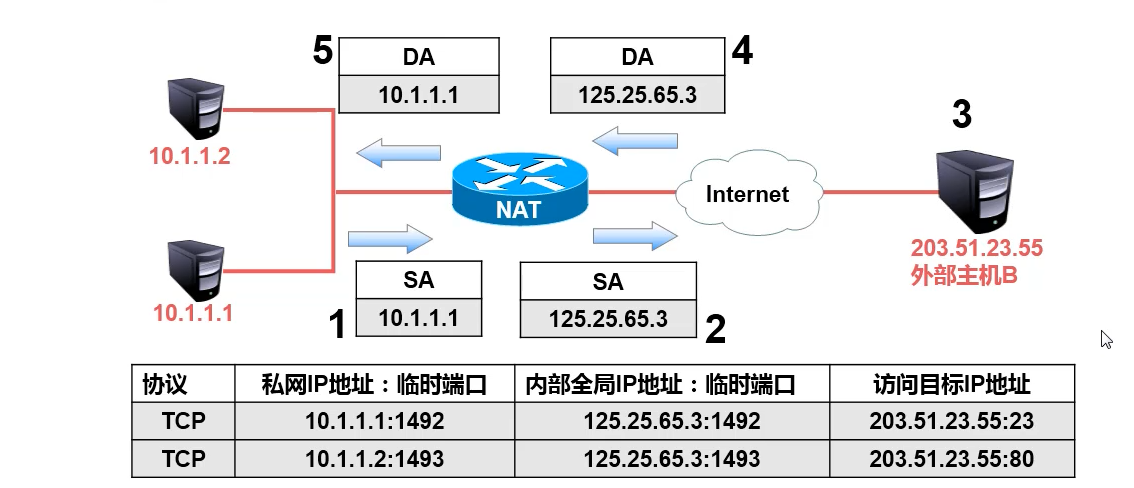 5
DA
10.1.1.1
DA
125.25.65.3
4
3
10.1.1.2
NAT
Internet
203.51.23.55
外部主机B
10.1.1.1
1
SA
10.1.1.1
SA
125.25.65.3
2
协议 私网IP地址：临时端口 内部全局IP地址：临时端口 访问目标IP地址
TCP 10.1.1.1:1492 125.25.65.3:1492 203.51.23.55:23
TCP 10.1.1.2:1493 125.25.65.3:1493 203.51.23.55:80